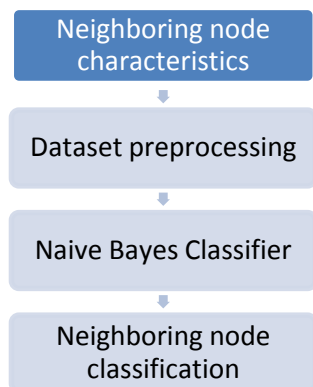 Neighboring node
characteristics
Dataset preprocessing
Naive Bayes Classifier
Neighboring node
classification